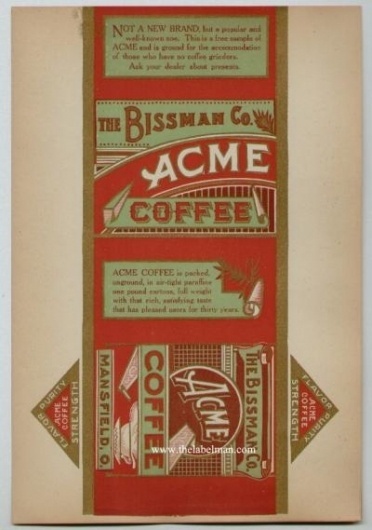 NOT A NEW BRAND, but a popular and
well-known one. This is a free sample of
ACME and is ground for the accommodation
of those who have no coffee grinders.
Ask your dealer about presents.
THE BISSMAN CO.
ACME
COFFEE
ACME COFFEE is packed,
unground, in air-tight paraffine
one pound cartons, full weight
with that rich, satisfying taste
that has pleased users for thirty years.
THE BISSMAN CO.
ACME
COFFEE
MANSFIELD, O.
FLAVOR PURITY
STRENGTH
ACME
COFFEE
FLAVOR PURITY
STRENGTH
ACME
COFFEE
www.thelabelman.com